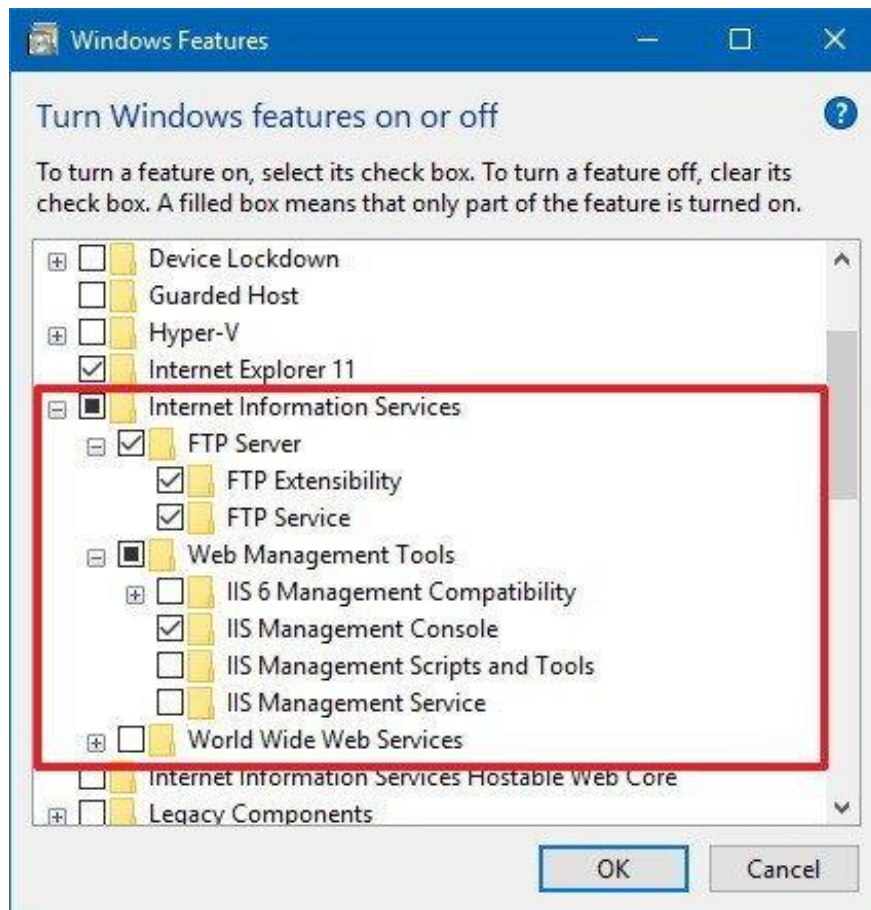 Windows Features
Turn Windows features on or off
?
To turn a feature on, select its check box. To turn a feature off, clear its
check box. A filled box means that only part of the feature is turned on.
Device Lockdown
Guarded Host
Hyper-V
Internet Explorer 11
Internet Information Services
FTP Server
FTP Extensibility
FTP Service
Web Management Tools
IIS 6 Management Compatibility
IIS Management Console
IIS Management Scripts and Tools
IIS Management Service
World Wide Web Services
Internet Information Services Hostable Web Core
Legacy Components
OK
Cancel